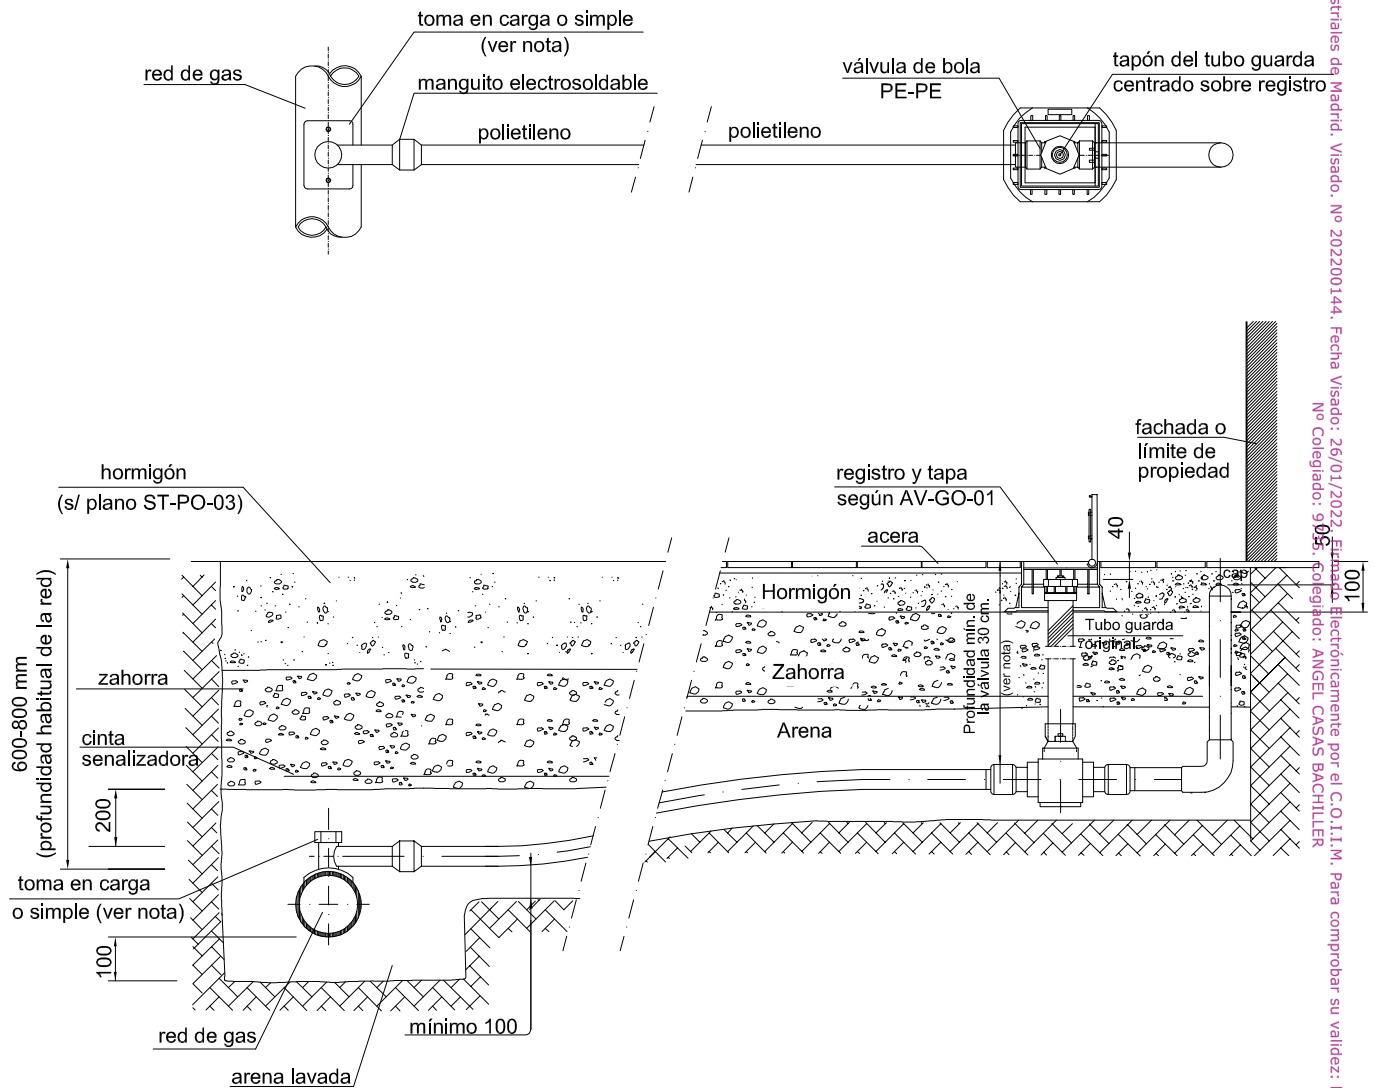 toma en carga o simple
(ver nota)
red de gas
manguito electrosoldable
polietileno
polietileno
válvula de bola
PE-PE
tapón del tubo guarda
centrado sobre registro
fachada o
límite de
propiedad
hormigón
(s/ plano ST-PO-03)
registro y tapa
según AV-GO-01
acera
40
50
100
cap
Hormigón
Tubo guarda
original
Zahorra
Arena
Profundidad mín. de
la válvula 30 cm.
(ver nota)
600-800 mm
(profundidad habitual de la red)
zahorra
cinta
senalizadora
200
toma en carga
o simple (ver nota)
100
red de gas
arena lavada
mínimo 100
striales de Madrid. Visado. Nº 202200144. Fecha Visado: 26/01/2022. Firmado Electrónicamente por el C.O.I.I.M. Para comprobar su validez:
Nº Colegiado: Colegiado: ANGEL CASAS BACHILLER